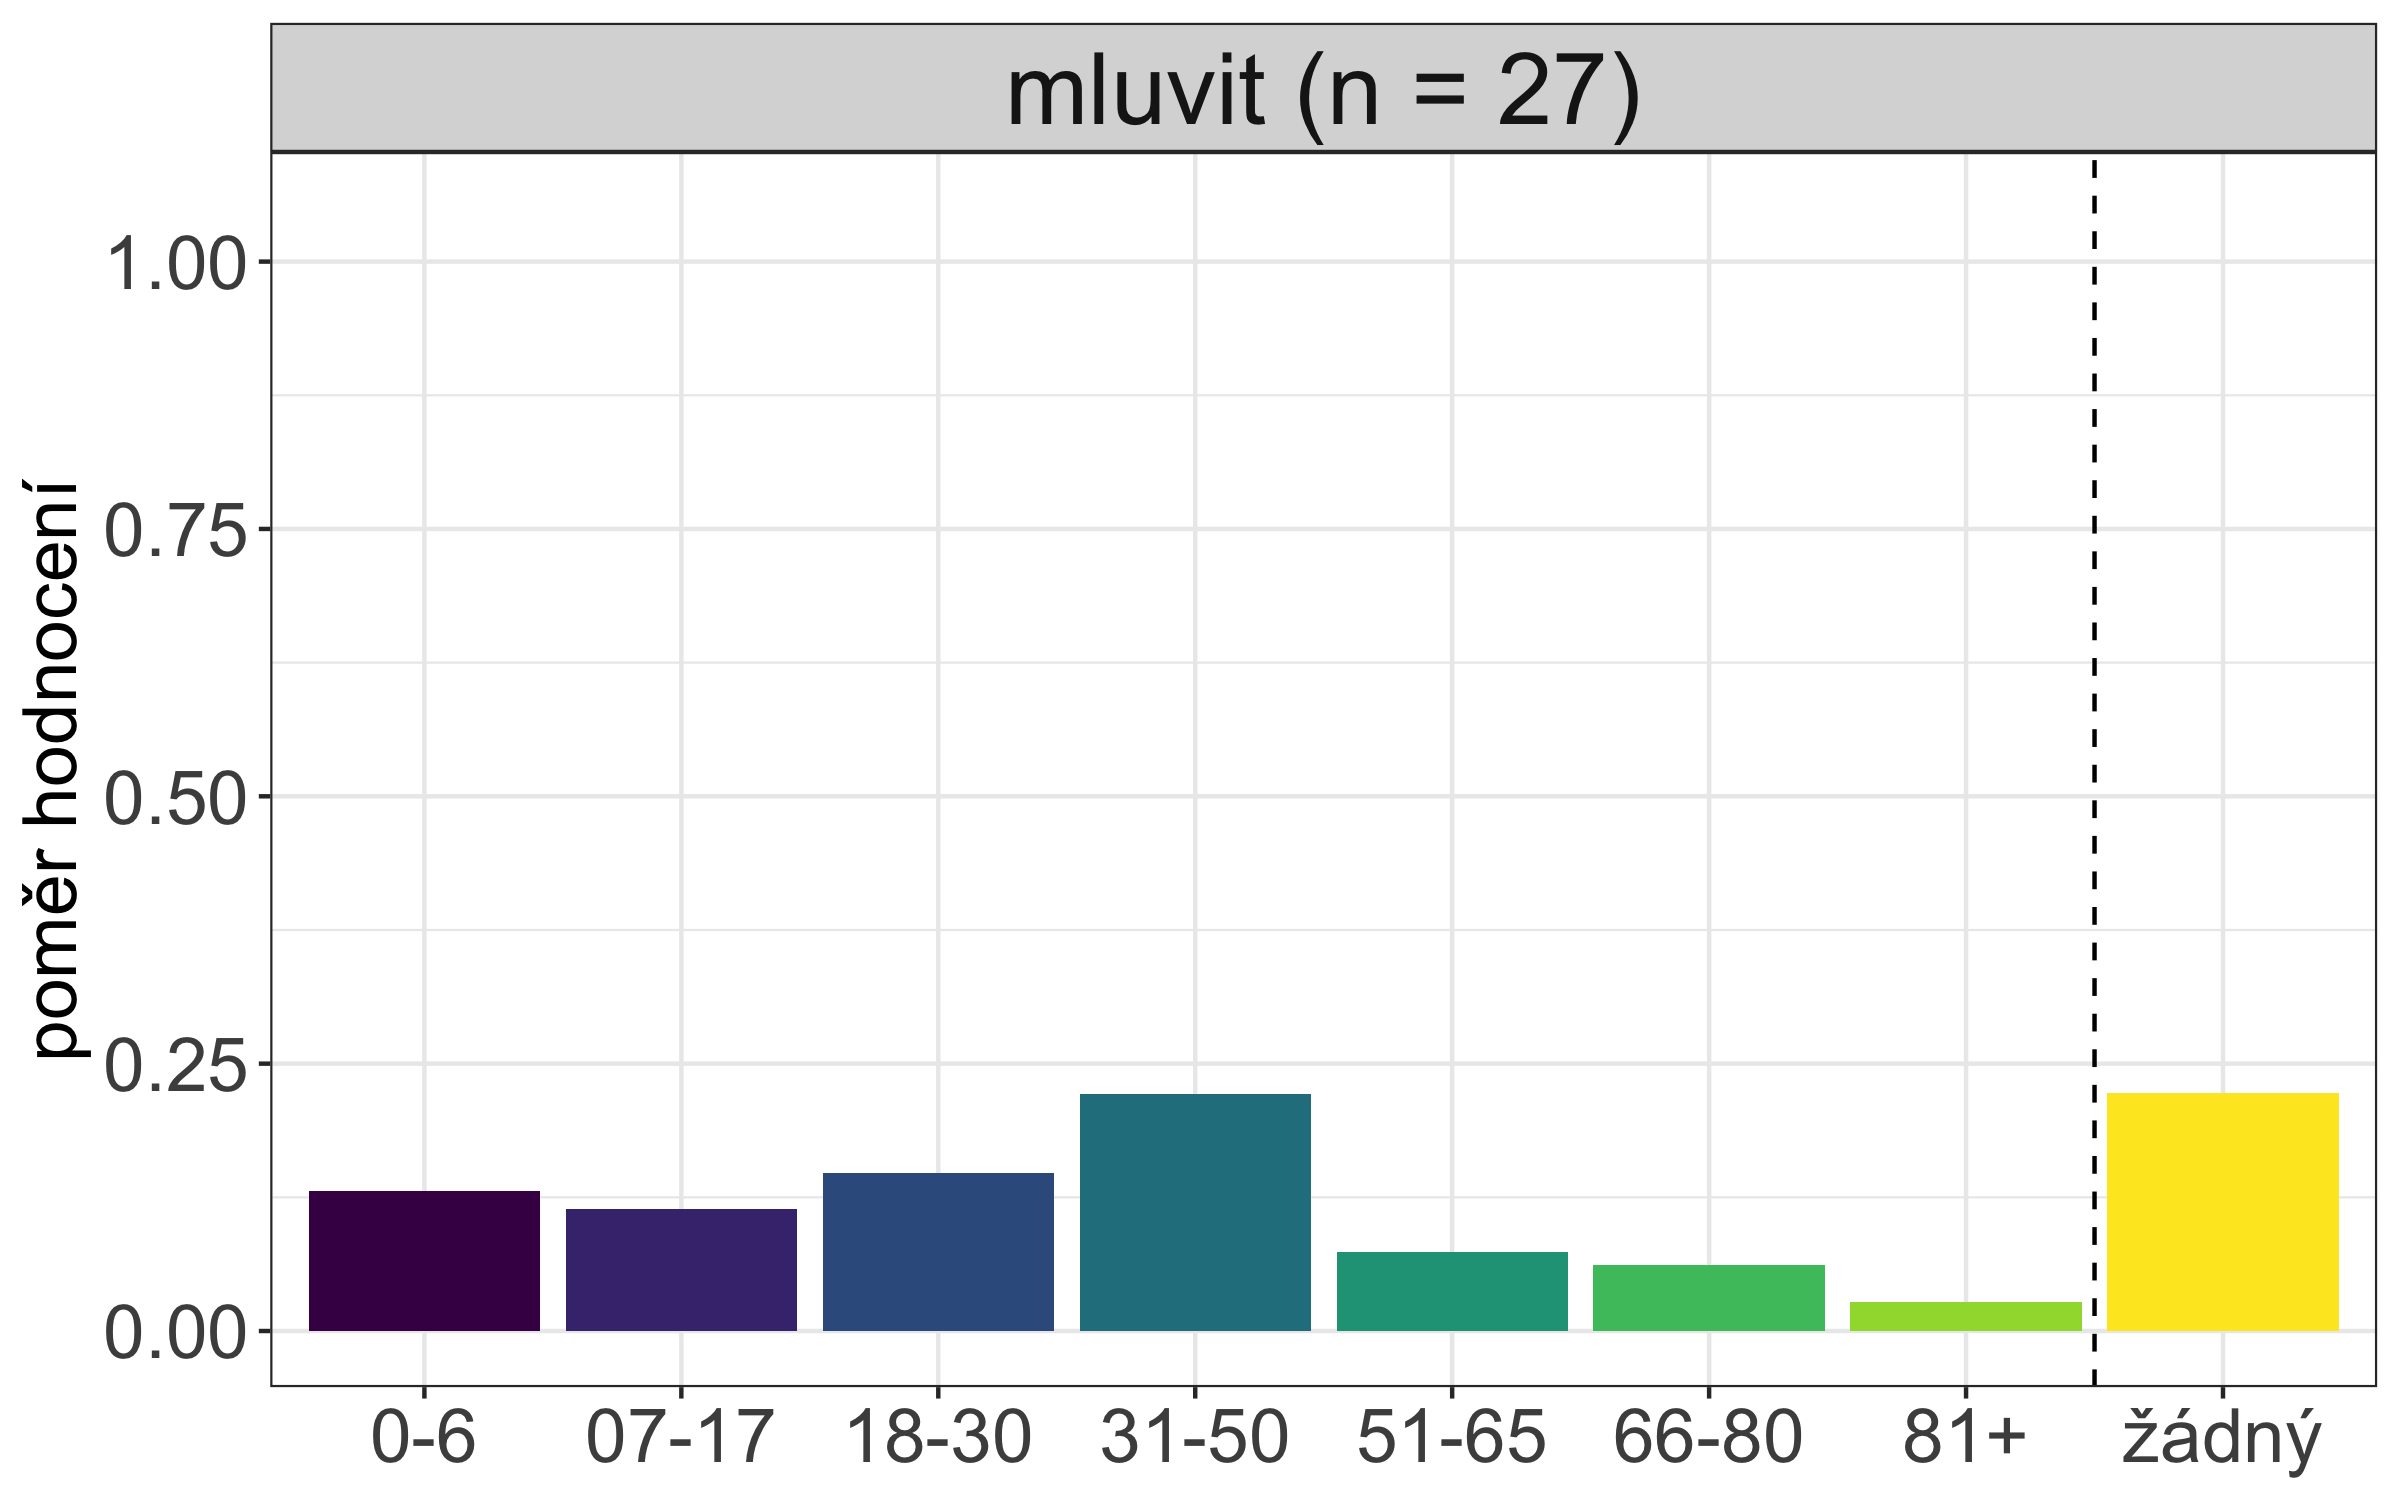 mluvit (n = 27)
poměr hodnocení
1.00
0.75
0.50
0.25
0.00
0-6 07-17 18-30 31-50 51-65 66-80 81+ žádný